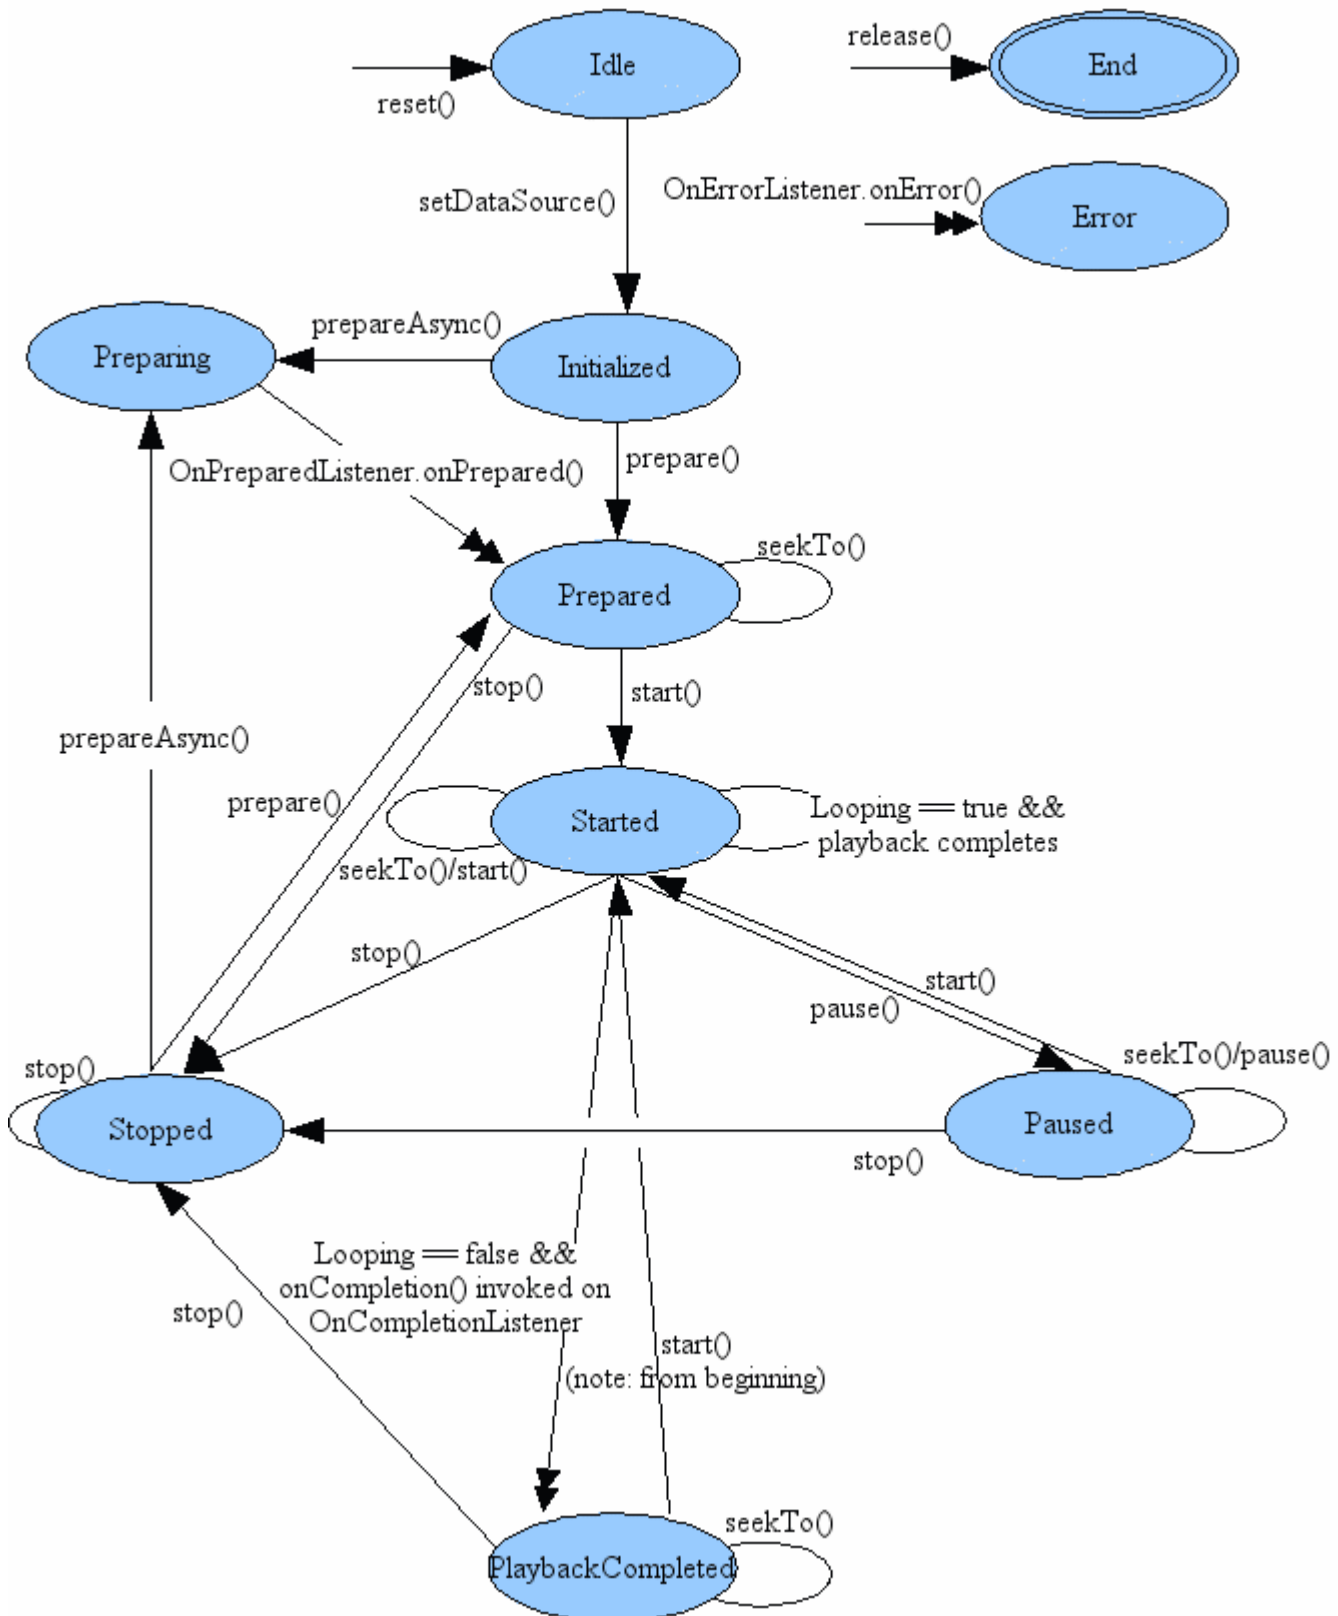 Idle
release()
End
reset()
setDataSource()
OnErrorListener.onError()
Error
prepareAsync()
Preparing
Initialized
prepare()
OnPreparedListener.onPrepared()
seekTo()
Prepared
stop()
start()
prepareAsync()
prepare()
Started
Looping == true &&
playback completes
seekTo()/start()
stop()
start()
pause()
stop()
seekTo()/pause()
Stopped
Paused
stop()
Looping == false &&
onCompletion() invoked on
OnCompletionListener
stop()
start()
(note: from beginning)
seekTo()
PlaybackCompleted